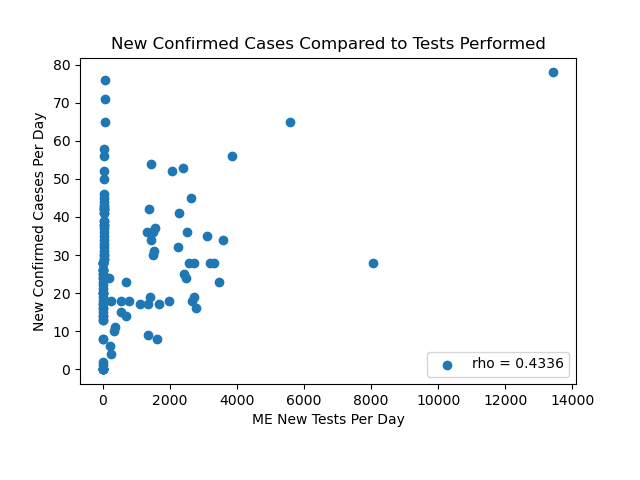 New Confirmed Cases Compared to Tests Performed
New Confirmed Caeses Per Day
80
70
60
50
40
30
20
10
0
rho = 0.4336
0 2000 4000 6000 8000 10000 12000 14000
ME New Tests Per Day